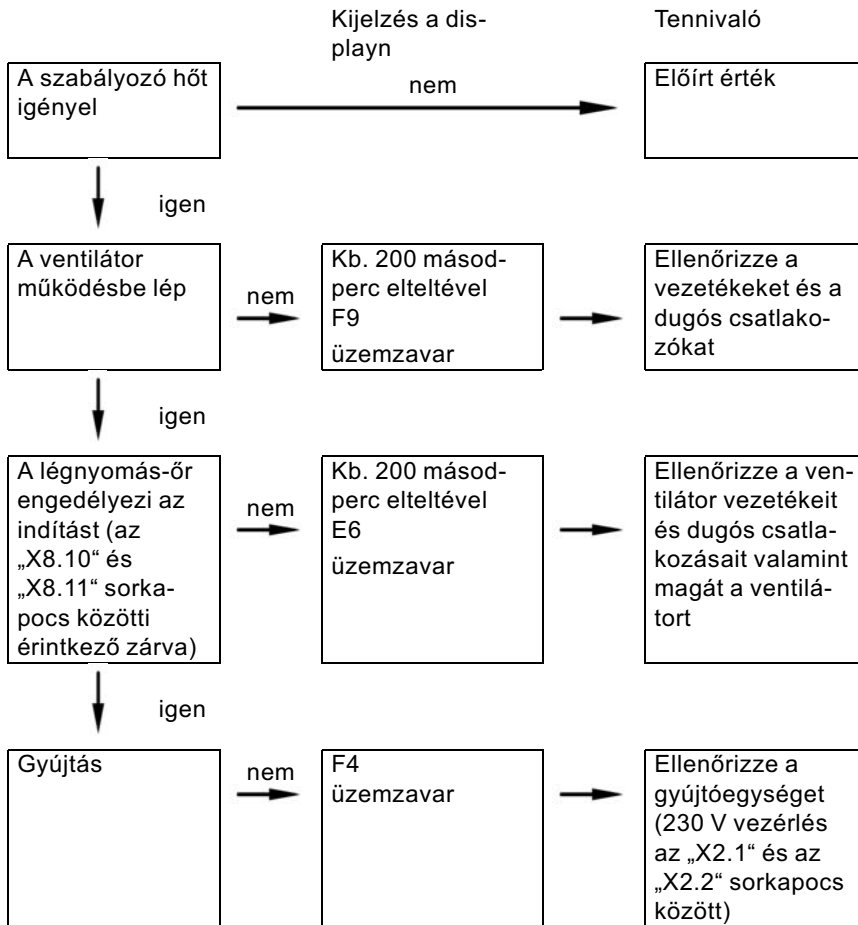 Kijelzés a dis-
playn
Tennivaló
A szabályozó hőt
igényel
nem
Előírt érték
igen
A ventilátor
működésbe lép
nem
Kb. 200 másod-
perc elteltével
F9
üzemzavar
Ellenőrizze a
vezetékeket és a
dugós csatlako-
zókat
igen
A légnyomás-őr
engedélyezi az
indítást (az
„X8.10“ és
„X8.11“ sorka-
pocs közötti
érintkező zárva)
nem
Kb. 200 másod-
perc elteltével
E6
üzemzavar
Ellenőrizze a ven-
tilátor vezetékeit
és dugós csatla-
kozásait valamint
magát a ventilá-
tort
igen
Gyújtás
nem
F4
üzemzavar
Ellenőrizze a
gyújtóegységet
(230 V vezérlés
az „X2.1“ és az
„X2.2“ sorkapocs
között)